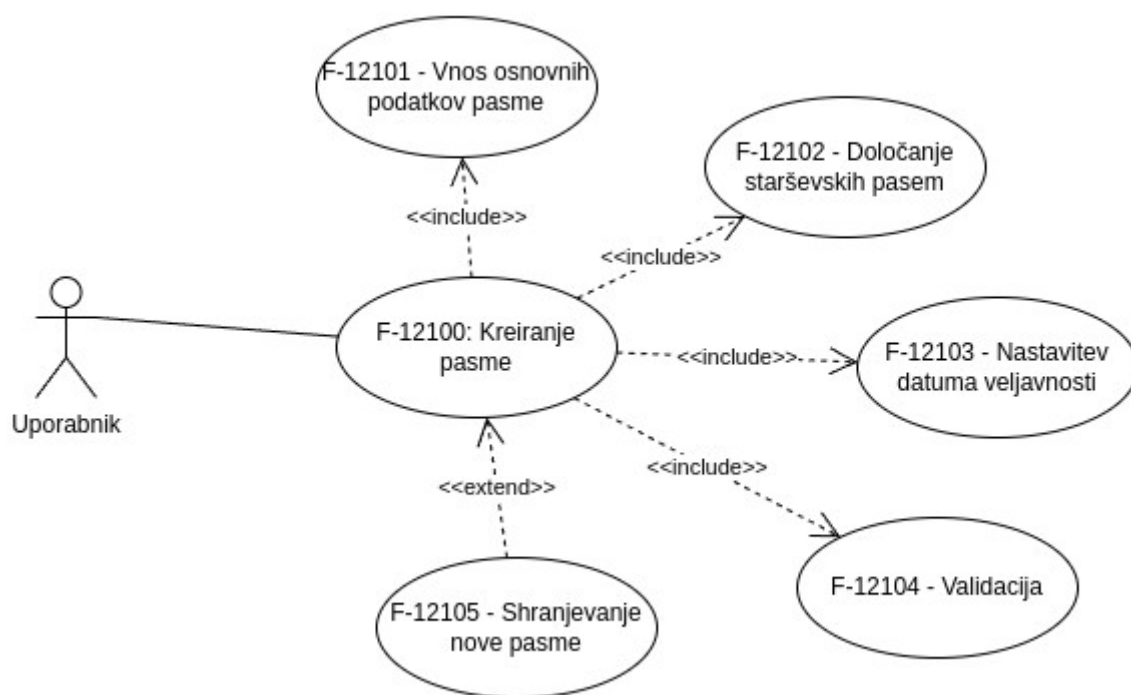 F-12101 - Vnos osnovnih
podatkov pasme
F-12102 - Določanje
starševskih pasem
<<include>>
<<include>>
F-12100: Kreiranje
pasme
<<include>>
F-12103 - Nastavitev
datuma veljavnosti
Uporabnik
<<include>>
<<extend>>
F-12104 - Validacija
F-12105 - Shranjevanje
nove pasme